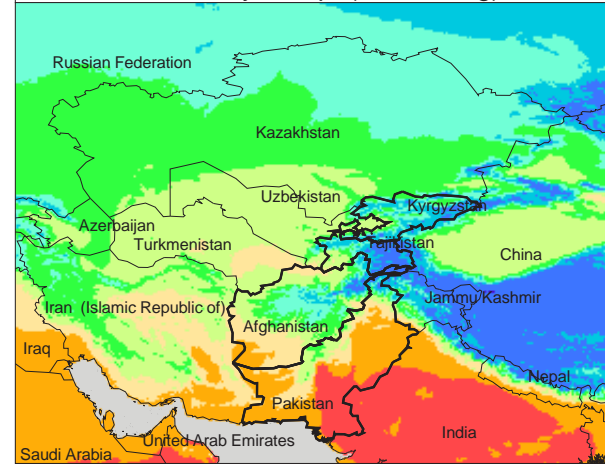 Russian Federation
Kazakhstan
Uzbekistan
Kyrgyzstan
Azerbaijan
Turkmenistan
Tajikistan
China
Iran (Islamic Republic of)
Jammu Kashmir
Afghanistan
Iraq
Nepal
Pakistan
United Arab Emirates
India
Saudi Arabia